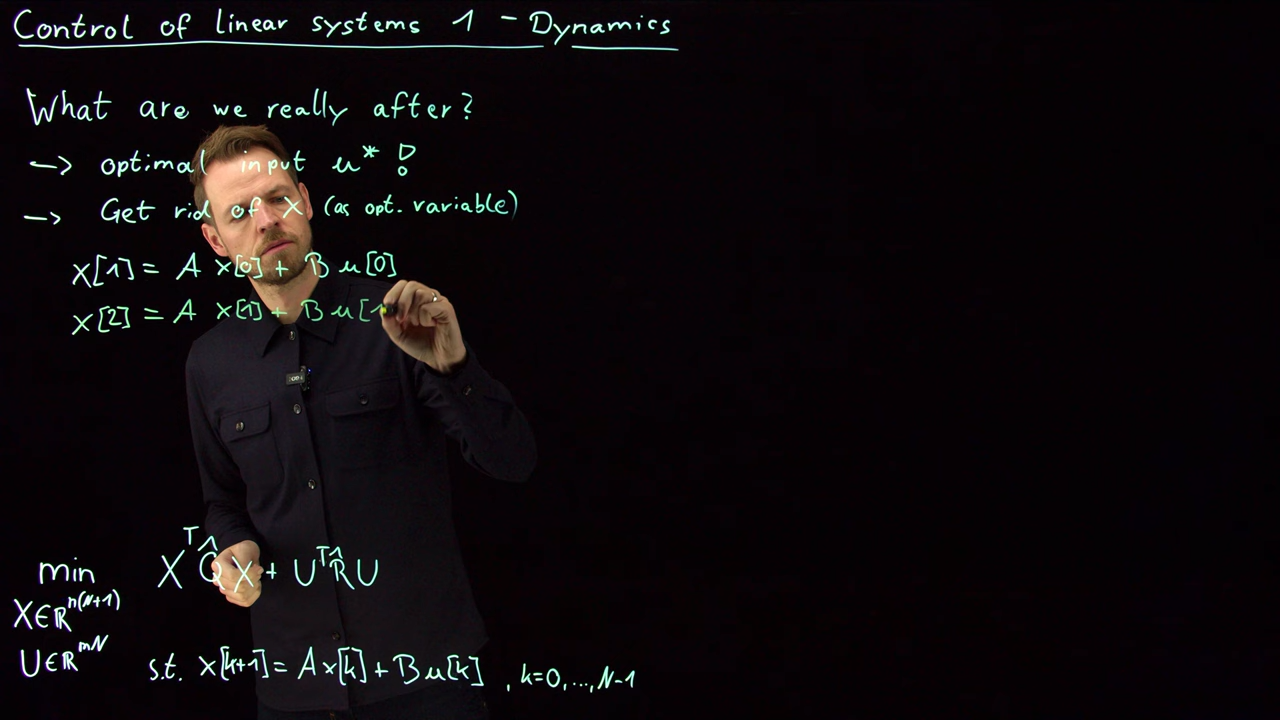 Control of linear systems 1 - Dynamics
What are we really after?
-> optimal input u* !
-> Get rid of X (as opt. variable)
x[1] = A x[0] + B u[0]
x[2] = A x[1] + B u[1
min X^T Q̂ X + U^T R̂ U
X∈ℝ^n(N+1)
U∈ℝ^mN
s.t. x[k+1] = A x[k] + B u[k] , k=0,...,N-1